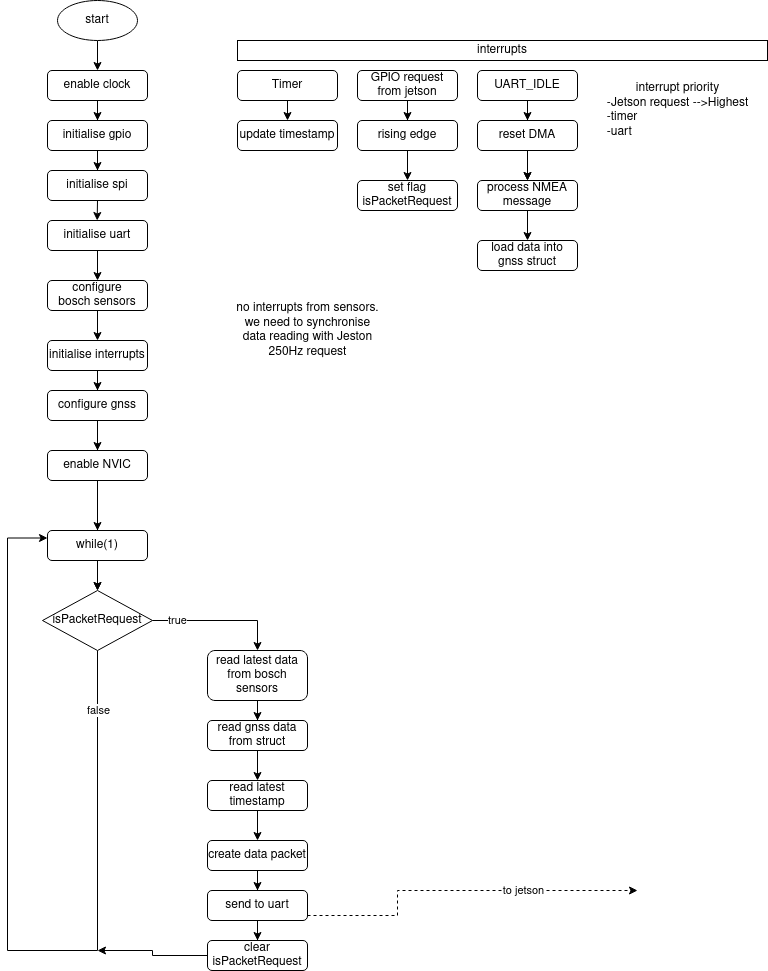 start
enable clock
initialise gpio
initialise spi
initialise uart
configure
bosch sensors
initialise interrupts
configure gnss
enable NVIC
while(1)
isPacketRequest
true
false
read latest data
from bosch
sensors
read gnss data
from struct
read latest
timestamp
create data packet
send to uart
to jetson
clear
isPacketRequest
interrupts
Timer
update timestamp
GPIO request
from jetson
rising edge
set flag
isPacketRequest
UART_IDLE
reset DMA
process NMEA
message
load data into
gnss struct
interrupt priority
-Jetson request -->Highest
-timer
-uart
no interrupts from sensors.
we need to synchronise
data reading with Jeston
250Hz request